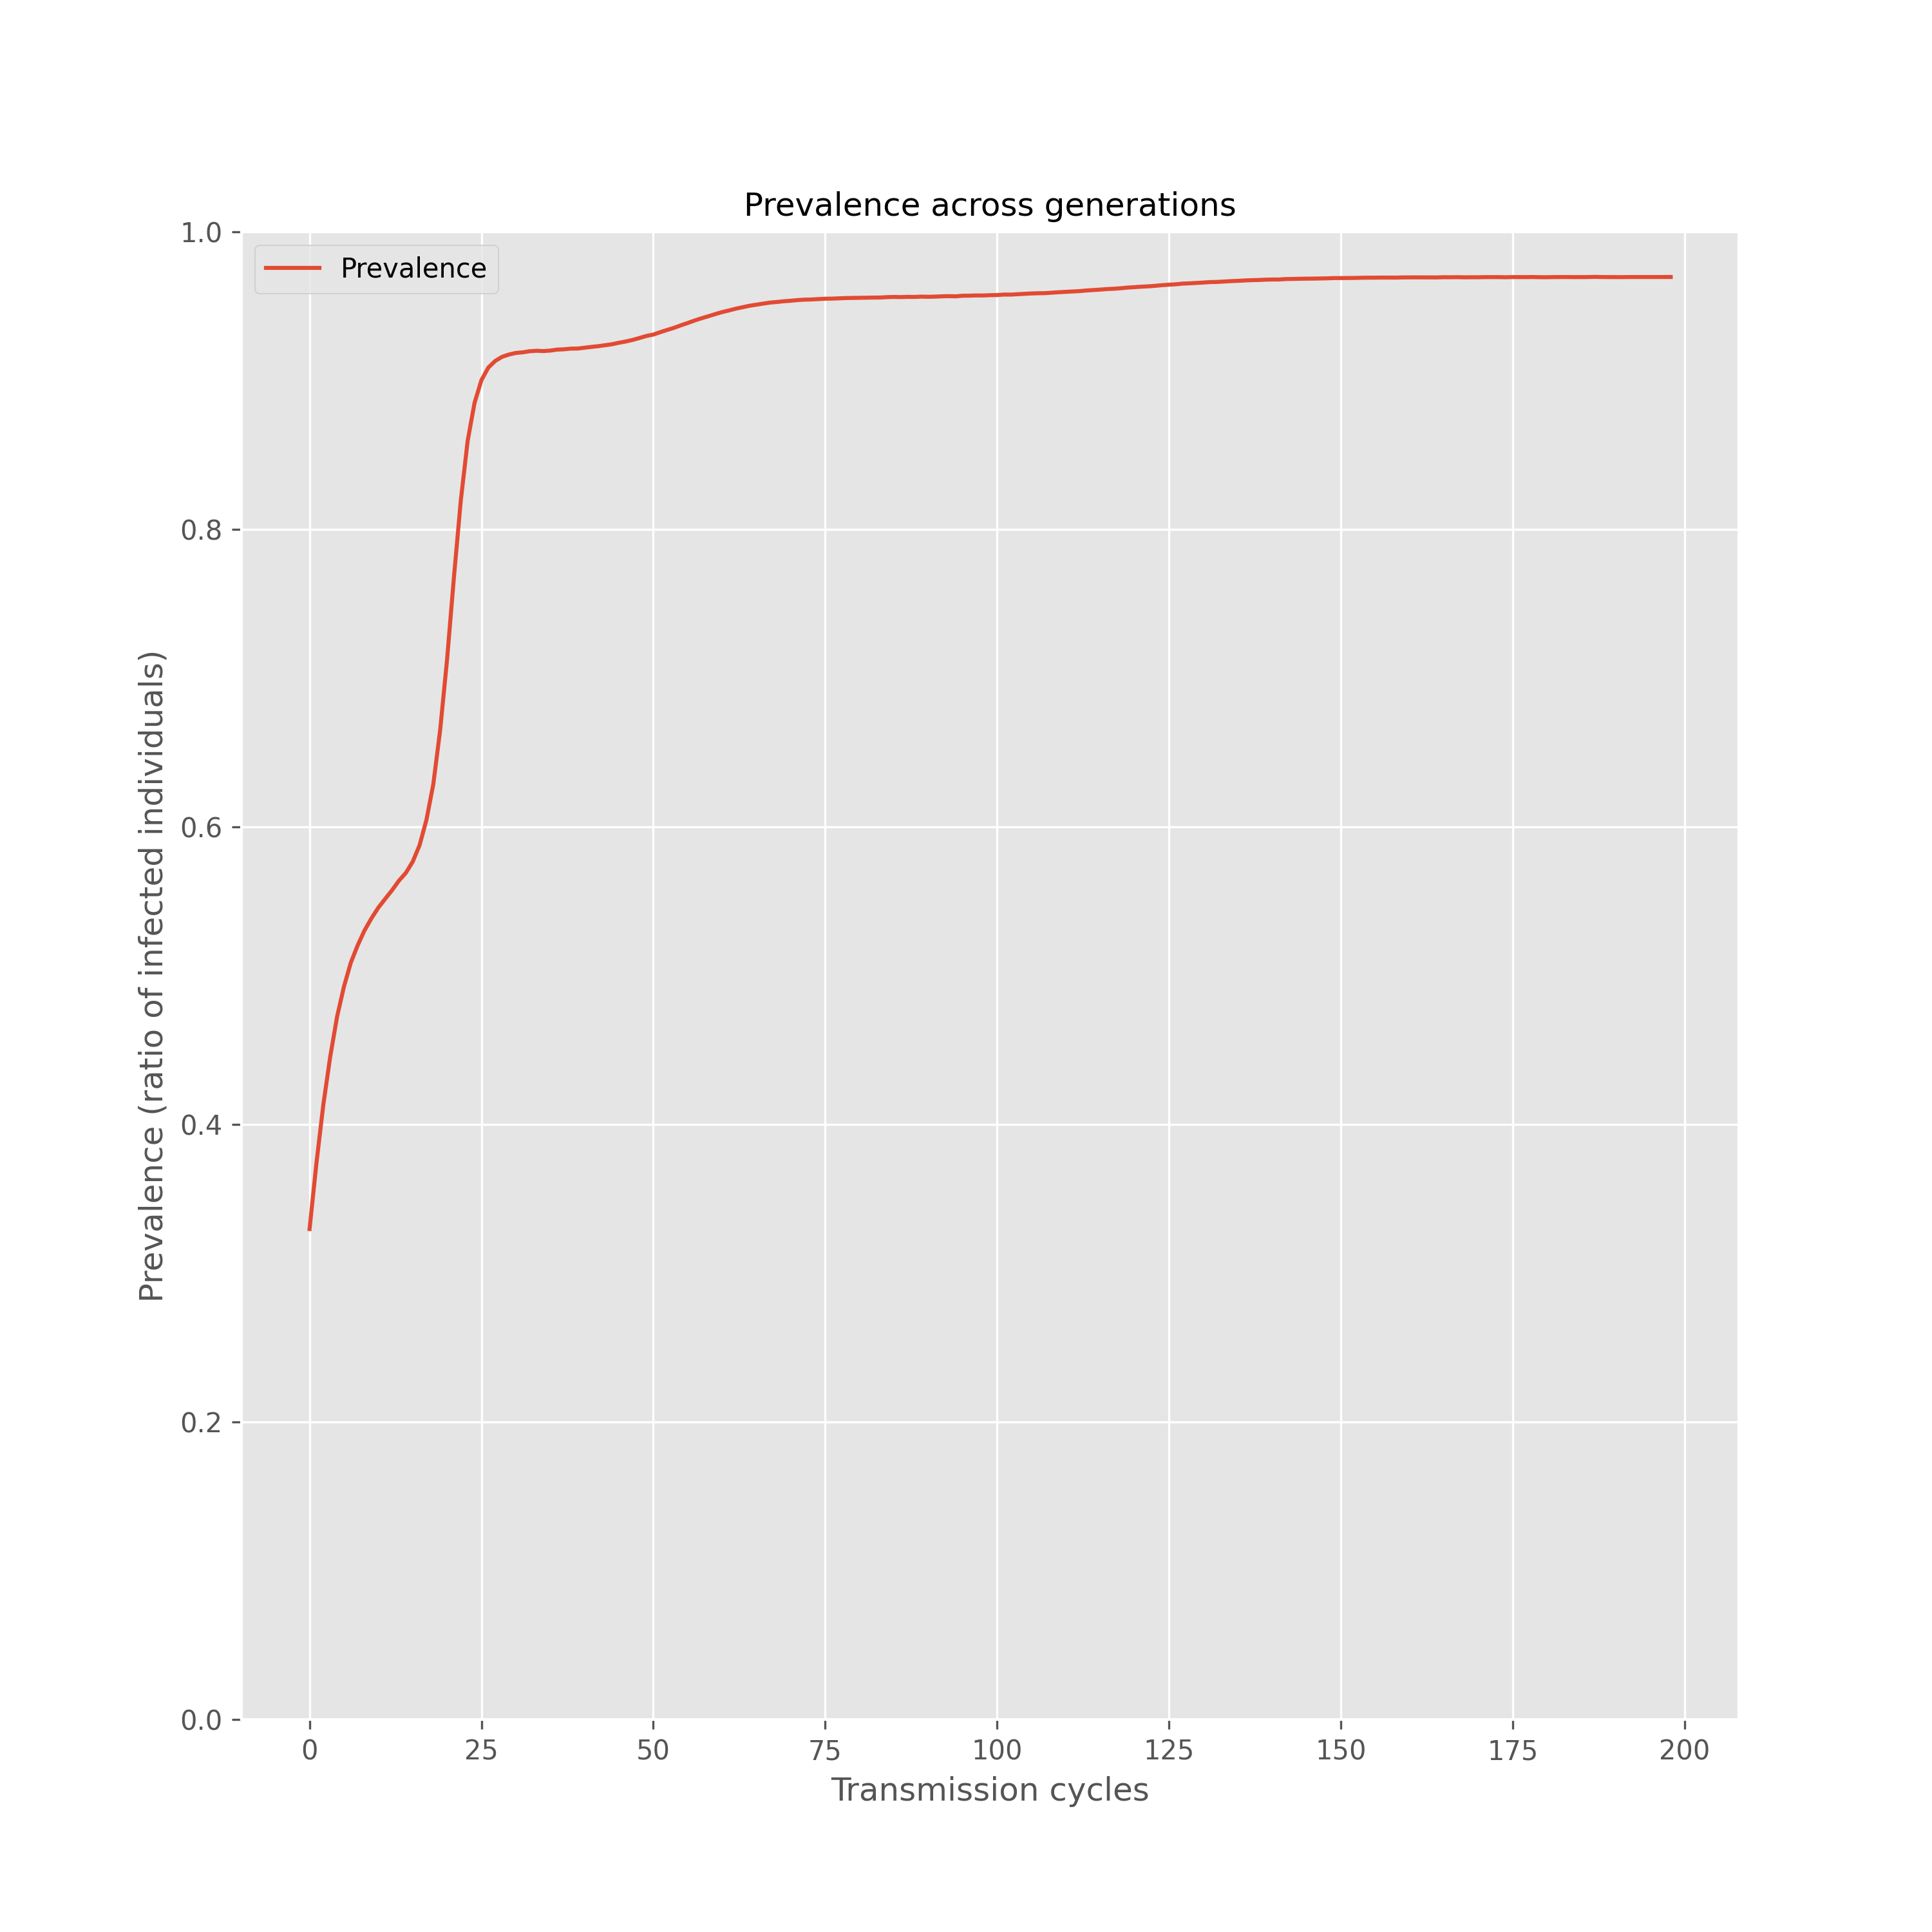 Prevalence across generations
1.0
Prevalence
0.8
0.6
0.4
0.2
0.0
Prevalence (ratio of infected individuals)
0 25 50 75 100 125 150 175 200
Transmission cycles